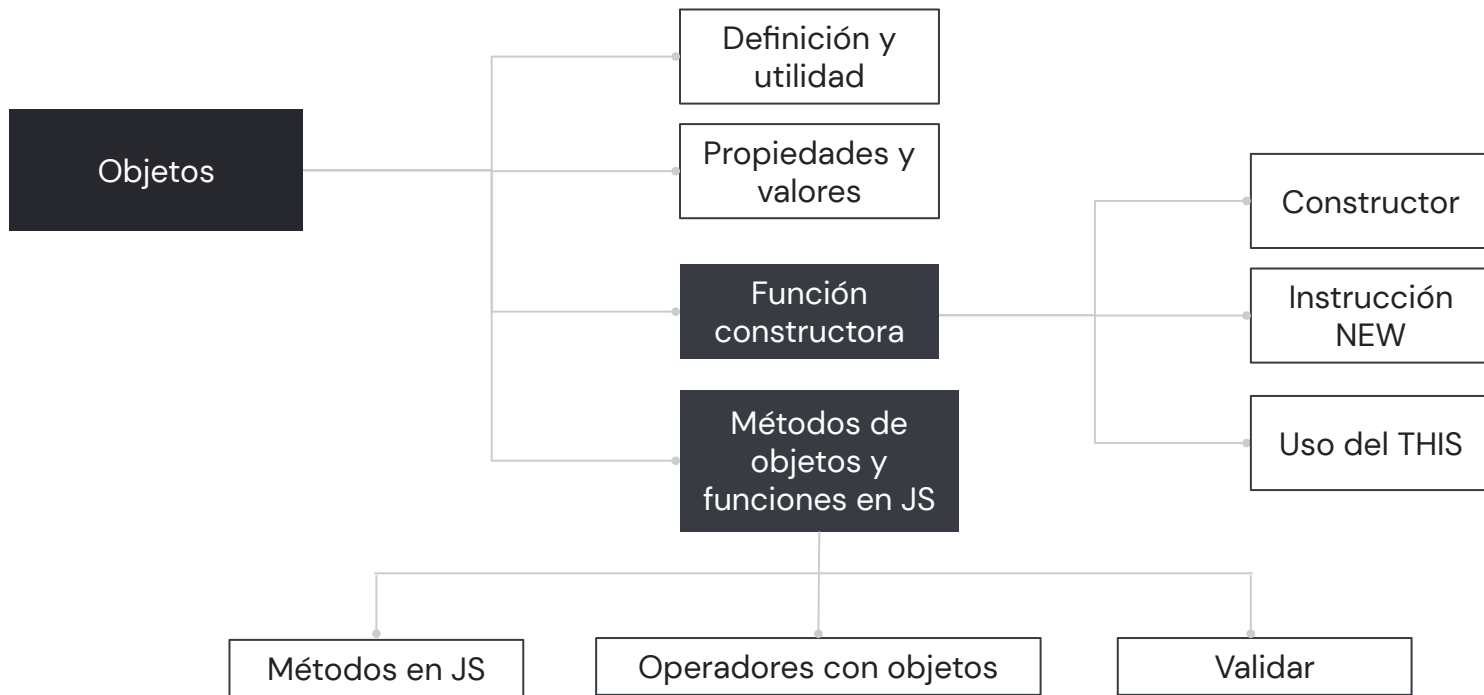 Objetos
Definición y
utilidad
Propiedades y
valores
Función
constructora
Constructor
Instrucción
NEW
Uso del THIS
Métodos de
objetos y
funciones en JS
Métodos en JS
Operadores con objetos
Validar